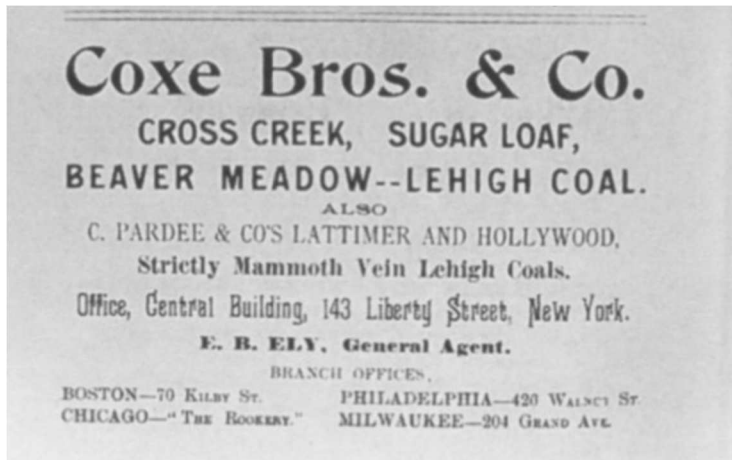 Coxe Bros. & Co.
CROSS CREEK, SUGAR LOAF,
BEAVER MEADOW--LEHIGH COAL.
ALSO
C. PARDEE & CO'S LATTIMER AND HOLLYWOOD,
Strictly Mammoth Vein Lehigh Coals.
Office, Central Building, 143 Liberty Street, New York.
E. B. ELY, General Agent.
BRANCH OFFICES,
BOSTON—70 KILBY ST. PHILADELPHIA—420 WALNUT ST.
CHICAGO—"THE ROOKERY." MILWAUKEE—204 GRAND AVE.